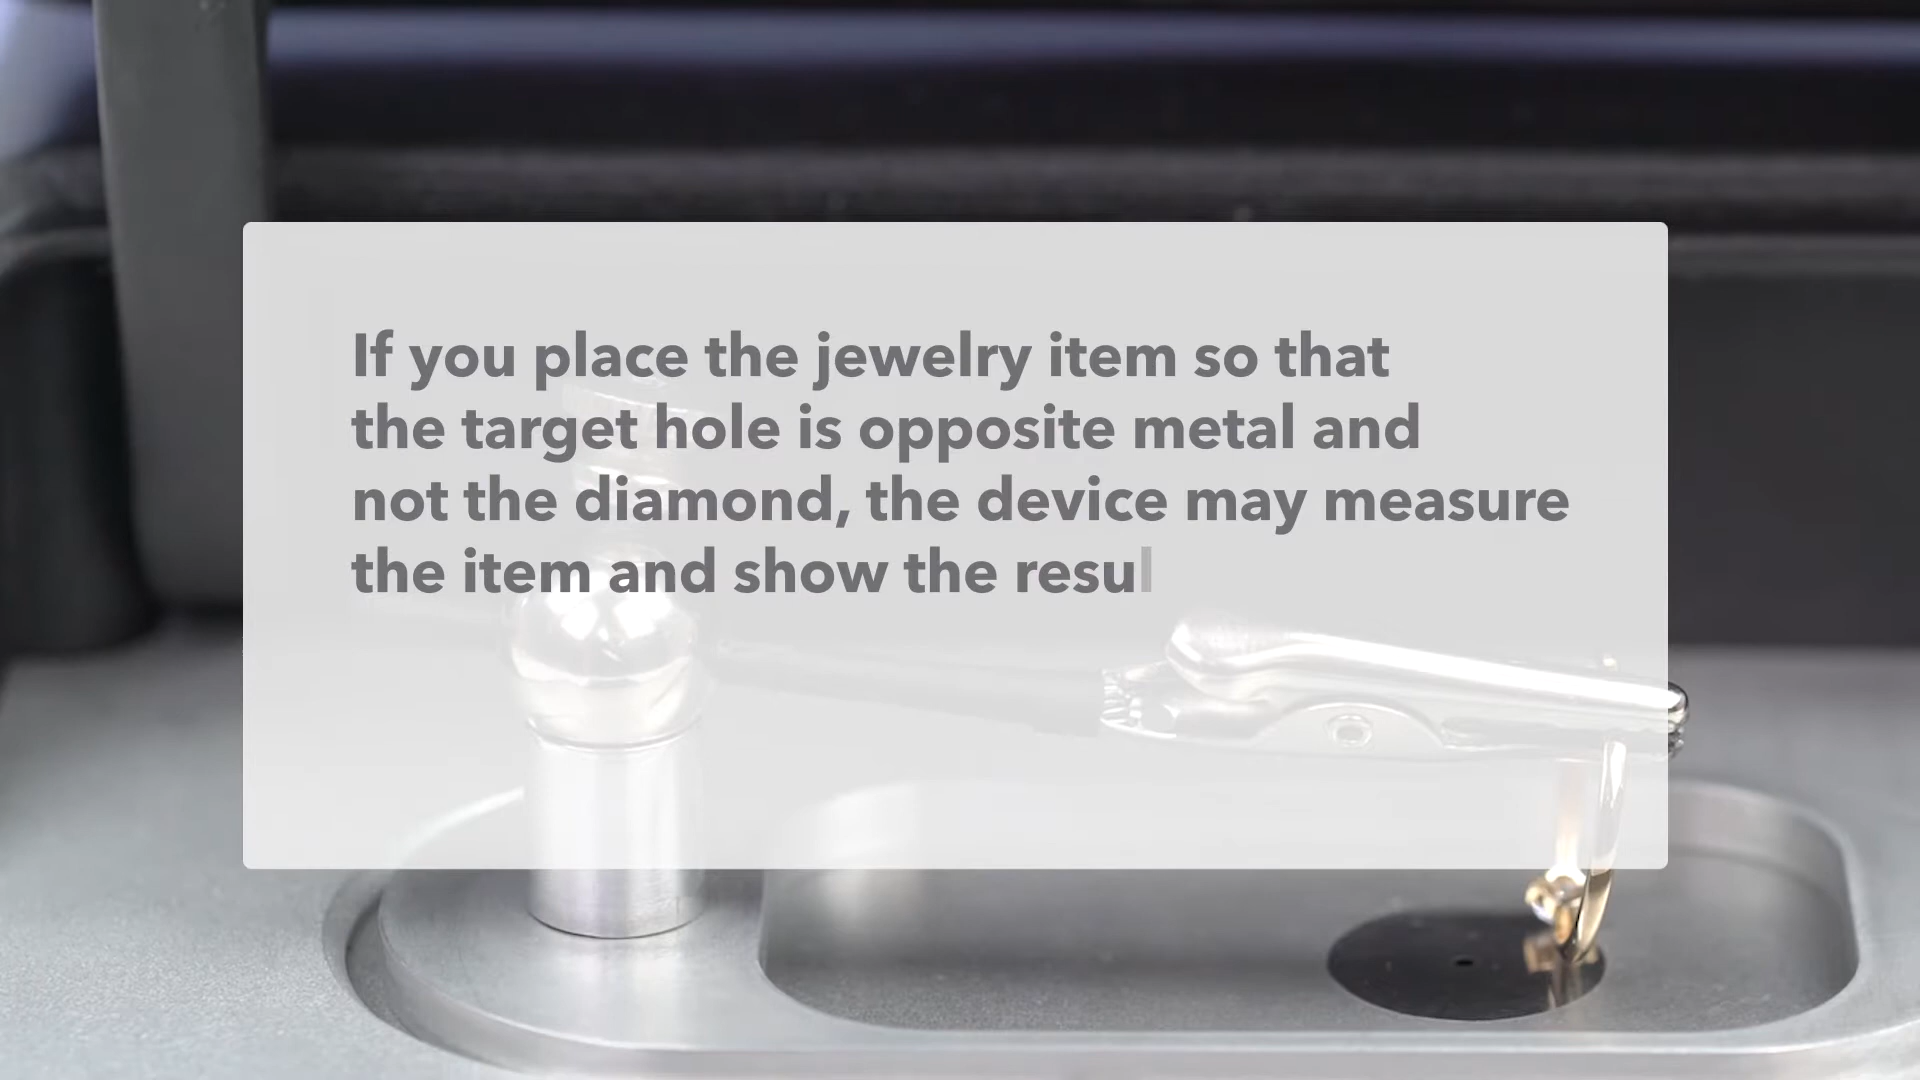 If you place the jewelry item so that
the target hole is opposite metal and
not the diamond, the device may measure
the item and show the resul